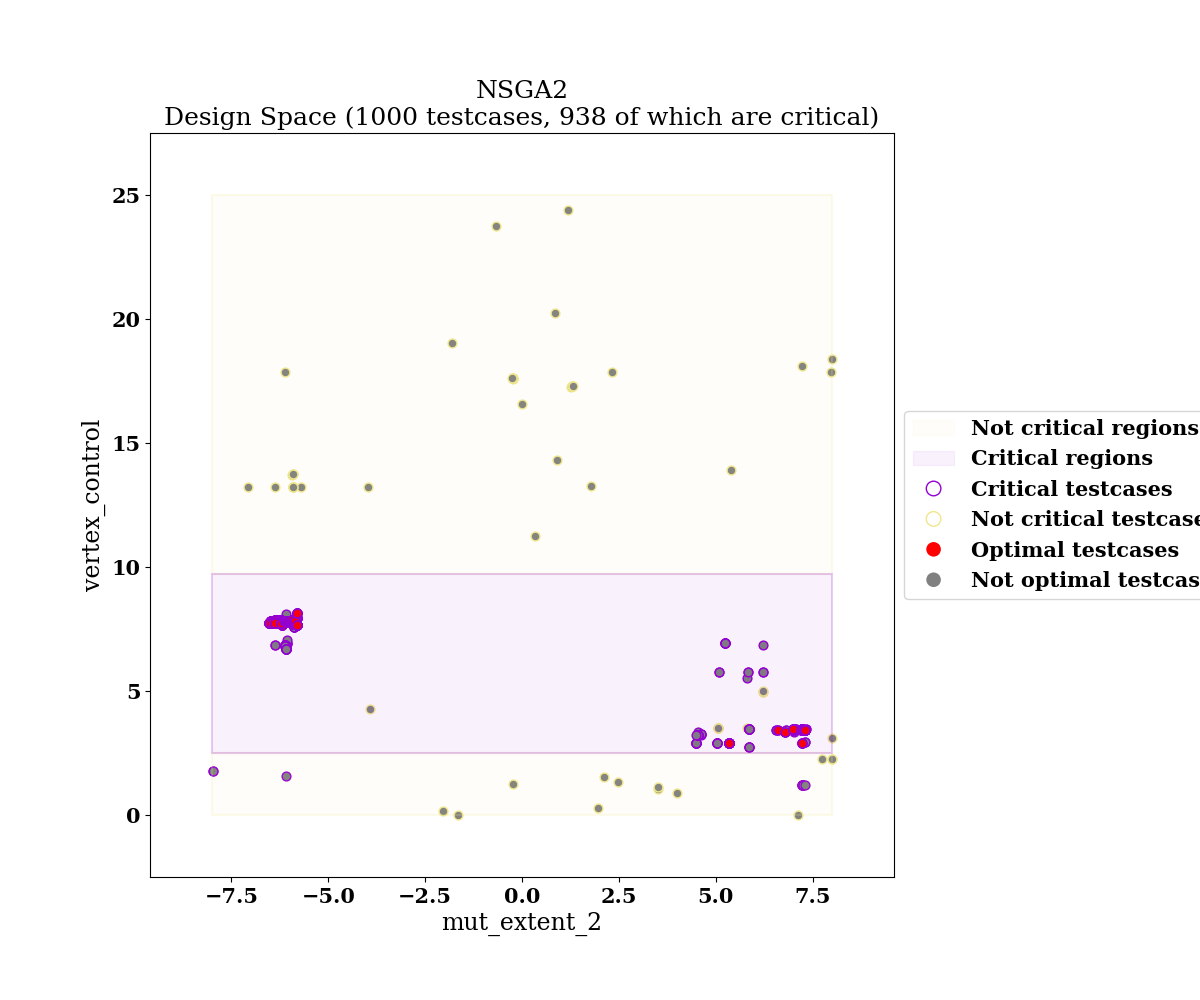 NSGA2
Design Space (1000 testcases, 938 of which are critical)
25
20
15
10
5
0
vertex_control
−7.5 −5.0 −2.5 0.0 2.5 5.0 7.5
mut_extent_2
Not critical regions
Critical regions
Critical testcases
Not critical testcase
Optimal testcases
Not optimal testcas